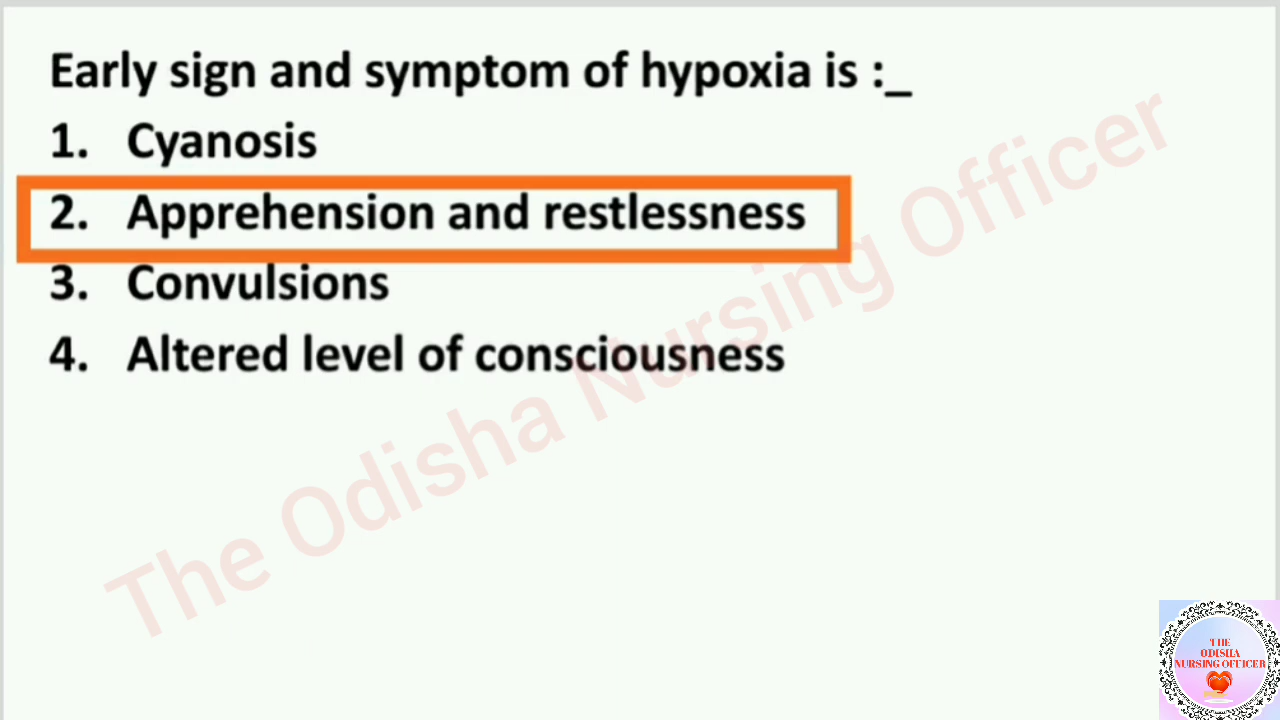 Early sign and symptom of hypoxia is :_
1. Cyanosis
2. Apprehension and restlessness
3. Convulsions
4. Altered level of consciousness
The Odisha Nursing Officer
THE
ODISHA
NURSING OFFICER